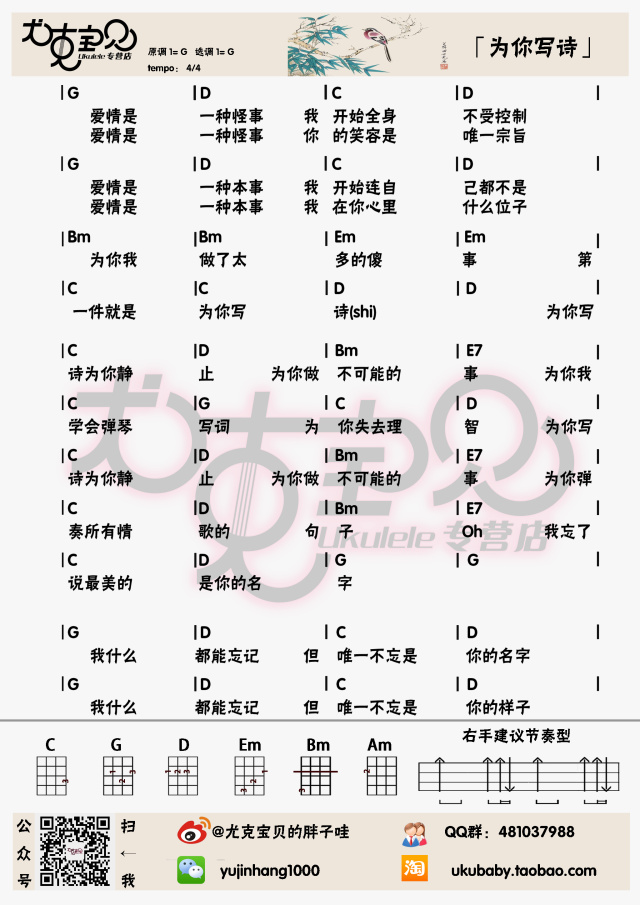 尤克宝贝
Ukulele 专营店
原调 1= G 选调 1= G
tempo: 4/4
「为你写诗」
|G |D |C |D |
爱情是 一种怪事 我 开始全身 不受控制
爱情是 一种怪事 你 的笑容是 唯一宗旨
|G |D |C |D |
爱情是 一种本事 我 开始连自 己都不是
爱情是 一种本事 我 在你心里 什么位子
|Bm |Bm | Em | Em |
为你我 做了太 多的傻 事 第
|C |C | D | D |
一件就是 为你写 诗(shi) 为你写
|C |D | Bm | E7 |
诗为你静 止 为你做 不可能的 事 为你我
|C |G | C | D |
学会弹琴 写词 为 你失去理 智 为你写
|C |D | Bm | E7 |
诗为你静 止 为你做 不可能的 事 为你弹
|C |D | Bm | E7 |
奏所有情 歌的 句 子 Oh 我忘了
|C |D | G | G |
说最美的 是你的名 字
|G |D | C | D |
我什么 都能忘记 但 唯一不忘是 你的名字
|G |D | C | D |
我什么 都能忘记 但 唯一不忘是 你的样子
尤克宝贝
Ukulele 专营店
C G D Em Bm Am
右手建议节奏型
公众号
扫←我
@尤克宝贝的胖子哇
QQ群：481037988
yujinhang1000
淘
ukubaby.taobao.com